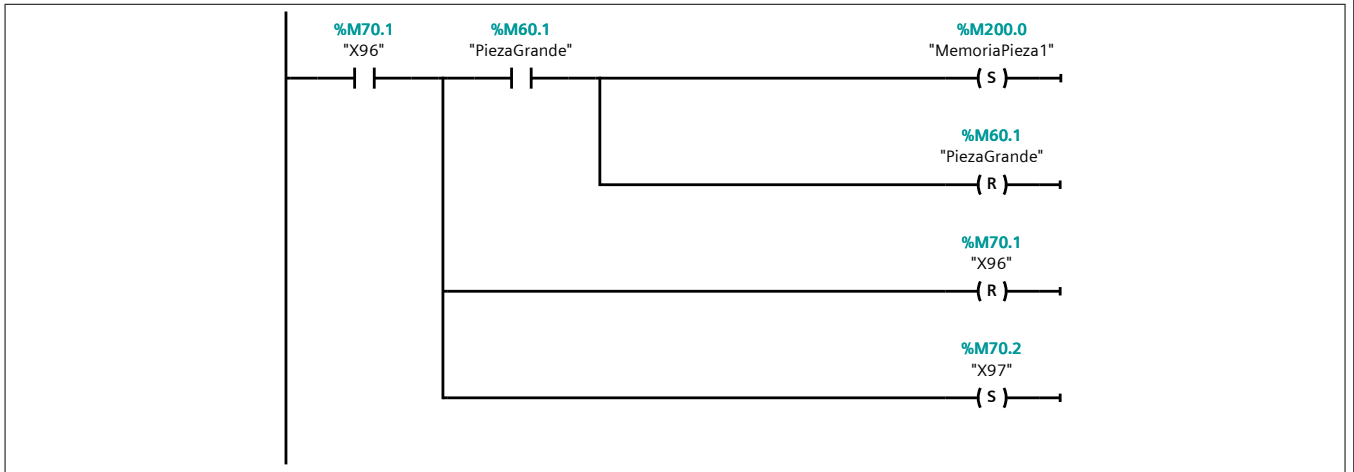 %M70.1 %M60.1 %M200.0
"X96" "PiezaGrande" "MemoriaPieza1"
S
%M60.1
"PiezaGrande"
R
%M70.1
"X96"
R
%M70.2
"X97"
S